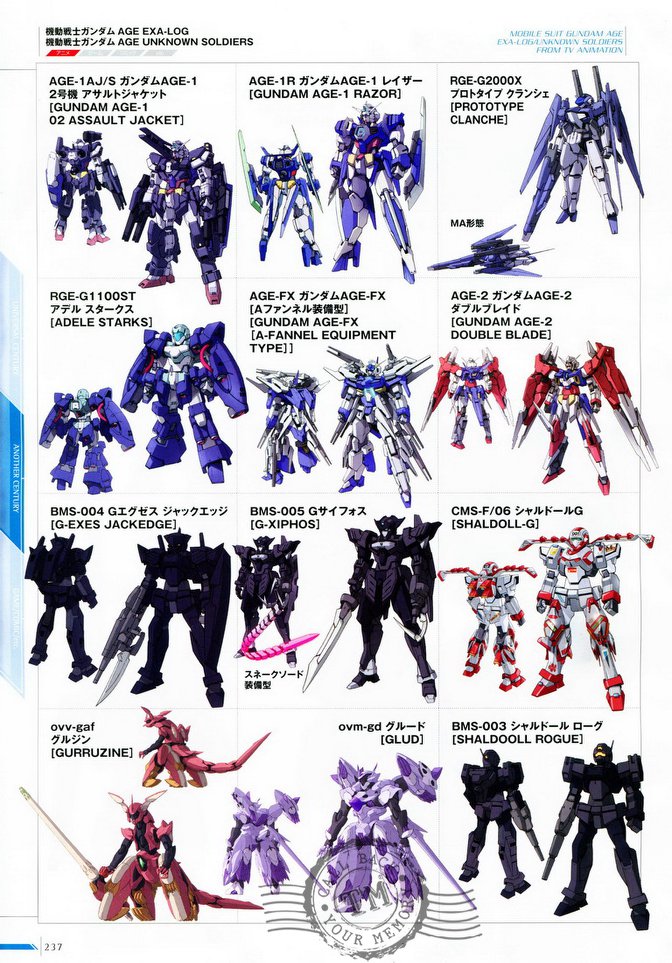 機動戦士ガンダム AGE EXA-LOG
機動戦士ガンダム AGE UNKNOWN SOLDIERS
アニメ
MOBILE SUIT GUNDAM AGE
EXA-LOG/UNKNOWN SOLDIERS
FROM TV ANIMATION
AGE-1AJ/S ガンダムAGE-1
2号機 アサルトジャケット
[GUNDAM AGE-1
02 ASSAULT JACKET]
AGE-1R ガンダムAGE-1 レイザー
[GUNDAM AGE-1 RAZOR]
RGE-G2000X
プロトタイプ クランシェ
[PROTOTYPE
CLANCHE]
MA形態
RGE-G1100ST
アデル スタークス
[ADELE STARKS]
AGE-FX ガンダムAGE-FX
[Aファンネル装備型]
[GUNDAM AGE-FX
[A-FANNEL EQUIPMENT
TYPE]]
AGE-2 ガンダムAGE-2
ダブルブレイド
[GUNDAM AGE-2
DOUBLE BLADE]
BMS-004 Gエグゼス ジャックエッジ
[G-EXES JACKEDGE]
BMS-005 Gサイフォス
[G-XIPHOS]
スネークソード
装備型
CMS-F/06 シャルドールG
[SHALDOLL-G]
ovv-gaf
グルジン
[GURRUZINE]
ovm-gd グルード
[GLUD]
BMS-003 シャルドール ローグ
[SHALDOOLL ROGUE]
UNIVERSAL CENTURY
ANOTHER CENTURY
YOUR MEMORY
TM
237